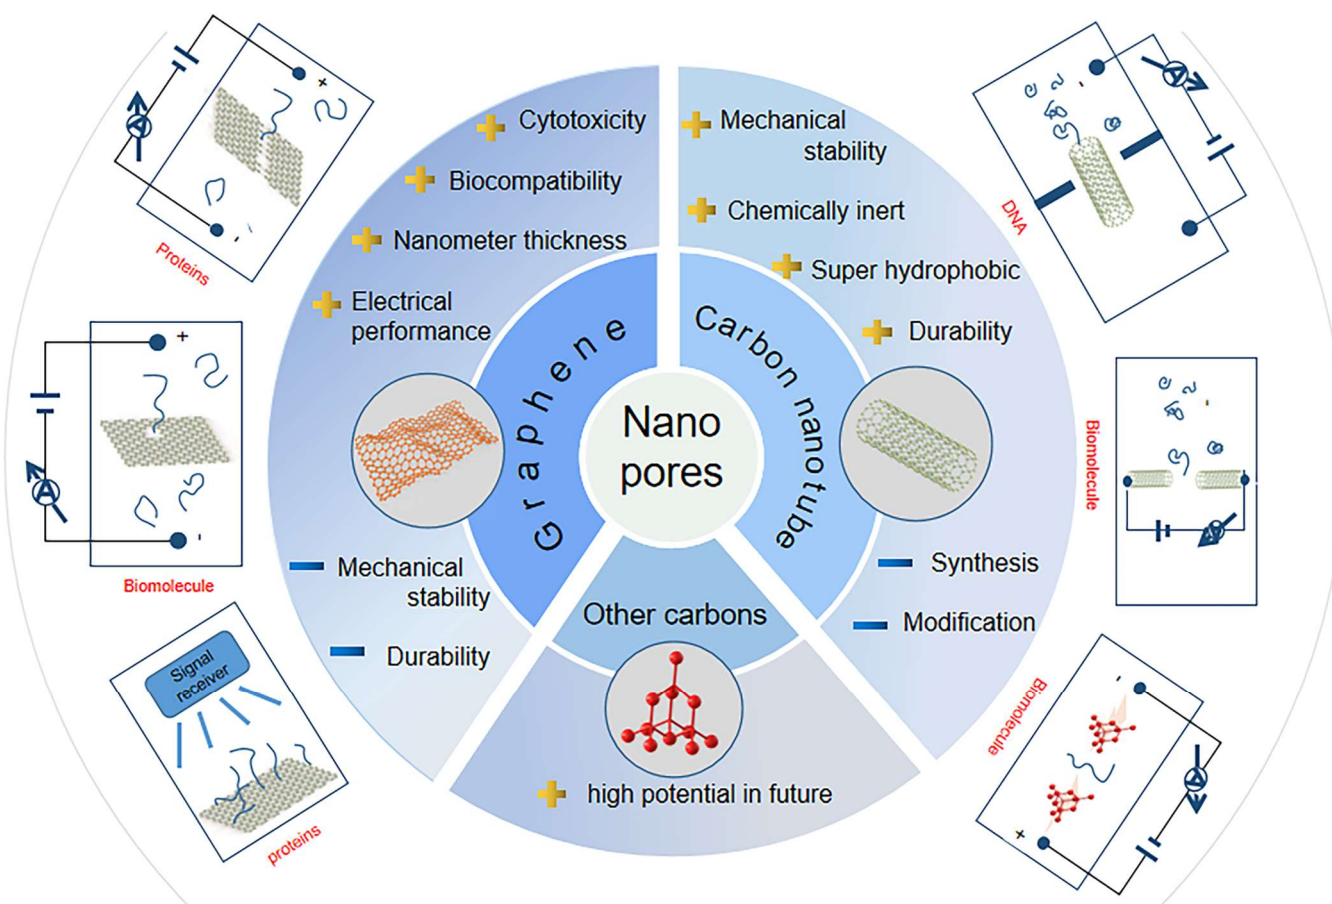 Nano
pores
Graphene
Cytotoxicity
Biocompatibility
Nanometer thickness
Electrical
performance
Mechanical
stability
Durability
Carbon nanotube
Mechanical
stability
Chemically inert
Super hydrophobic
Durability
Synthesis
Modification
Other carbons
high potential in future
A
+
-
Proteins
A
+
-
Biomolecule
Signal
receiver
proteins
A
-
DNA
A
-
Biomolecule
A
-
+
Biomolecule